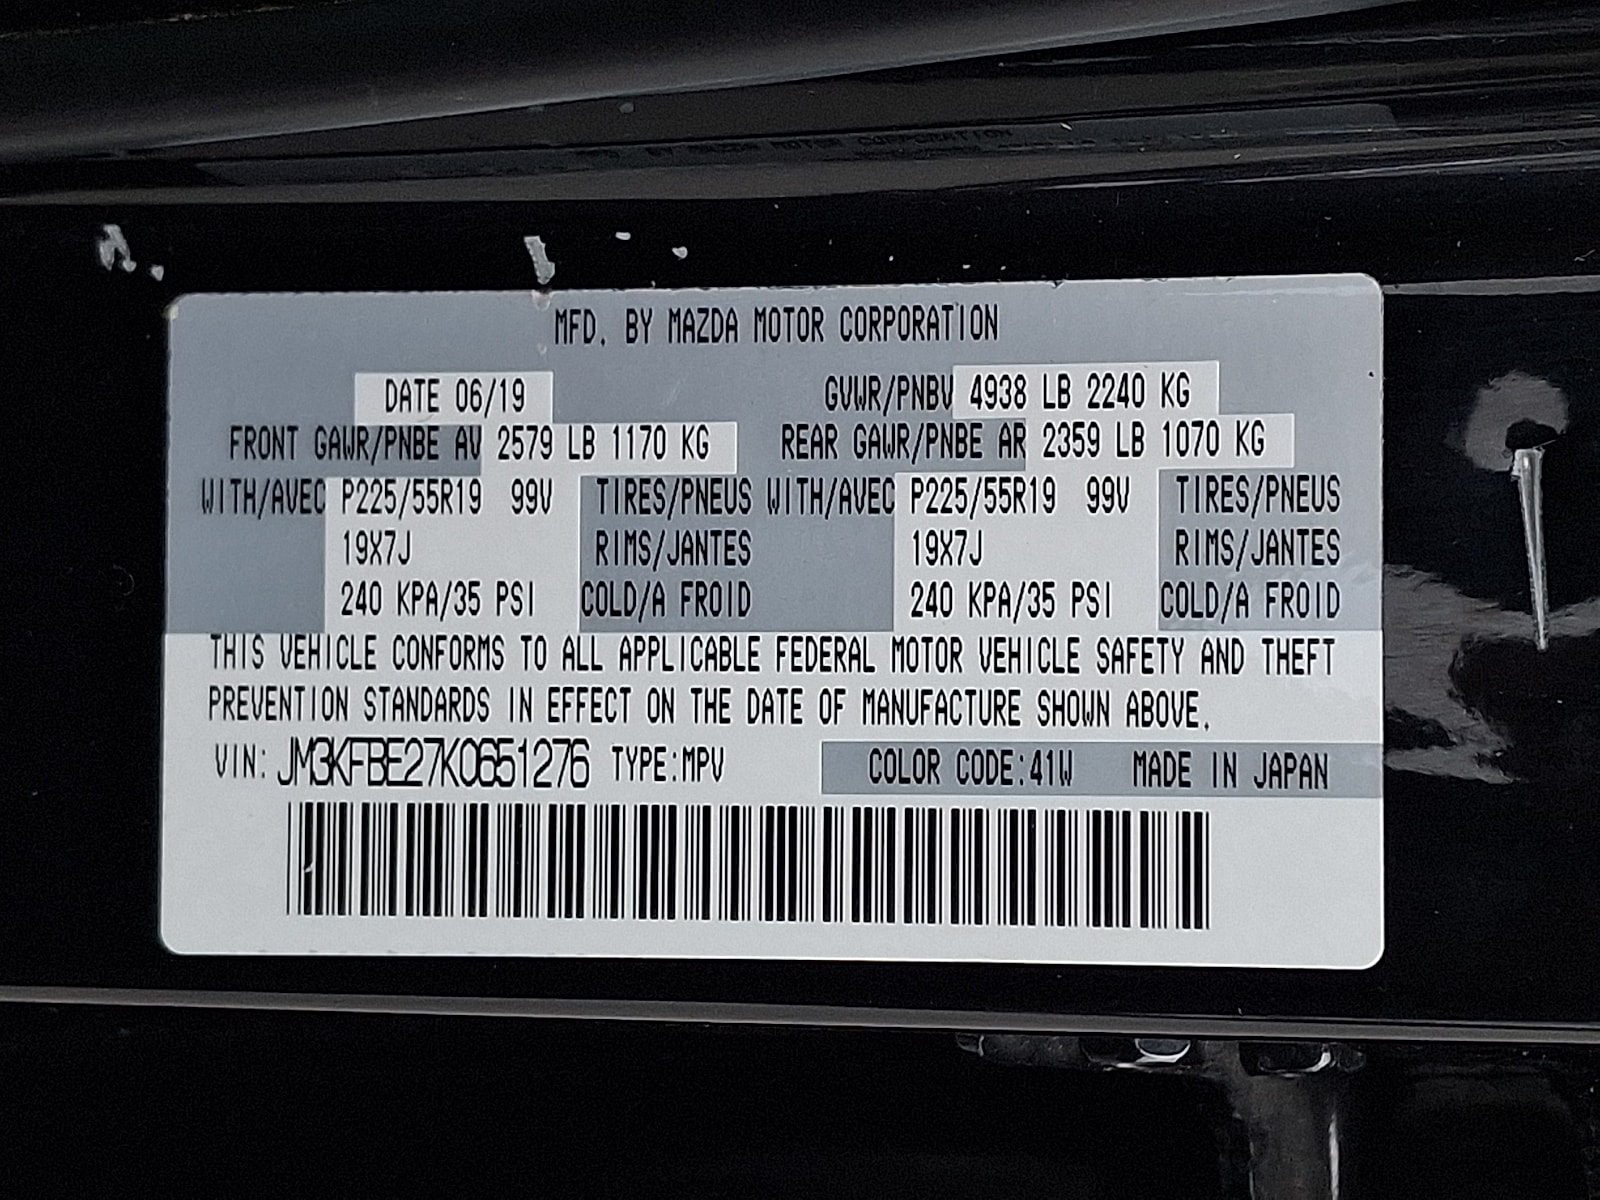 MFD. BY MAZDA MOTOR CORPORATION
DATE 06/19 GVWR/PNBV 4938 LB 2240 KG
FRONT GAWR/PNBE AV 2579 LB 1170 KG REAR GAWR/PNBE AR 2359 LB 1070 KG
WITH/AVEC P225/55R19 99V TIRES/PNEUS WITH/AVEC P225/55R19 99V TIRES/PNEUS
19X7J RIMS/JANTES 19X7J RIMS/JANTES
240 KPA/35 PSI COLD/A FROID 240 KPA/35 PSI COLD/A FROID
THIS VEHICLE CONFORMS TO ALL APPLICABLE FEDERAL MOTOR VEHICLE SAFETY AND THEFT
PREVENTION STANDARDS IN EFFECT ON THE DATE OF MANUFACTURE SHOWN ABOVE.
VIN: JM3KFBE27K0651276 TYPE:MPV COLOR CODE:41W MADE IN JAPAN